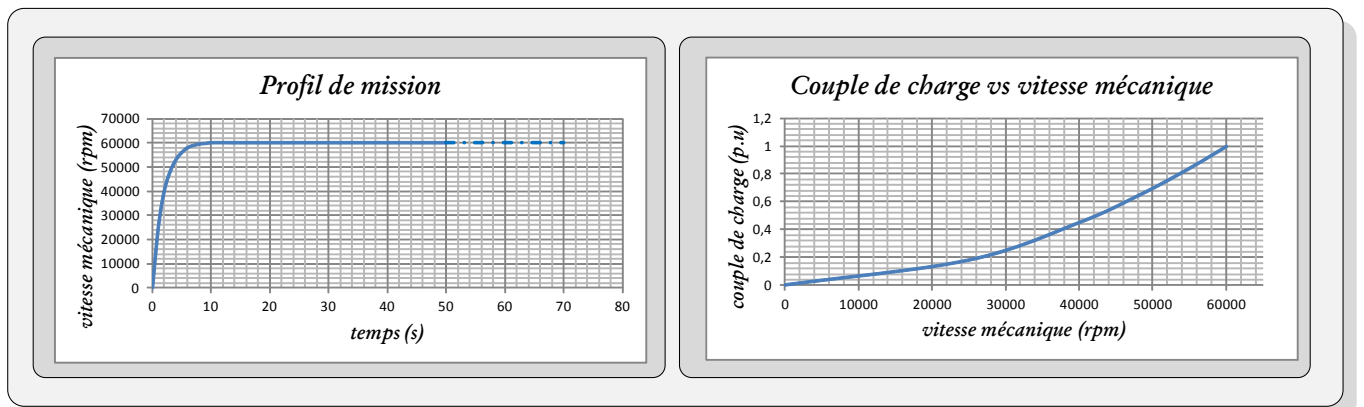 Profil de mission
vitesse mécanique (rpm)
70000
60000
50000
40000
30000
20000
10000
0
0 10 20 30 40 50 60 70 80
temps (s)
Couple de charge vs vitesse mécanique
couple de charge (p.u)
1,2
1
0,8
0,6
0,4
0,2
0
0 10000 20000 30000 40000 50000 60000
vitesse mécanique (rpm)